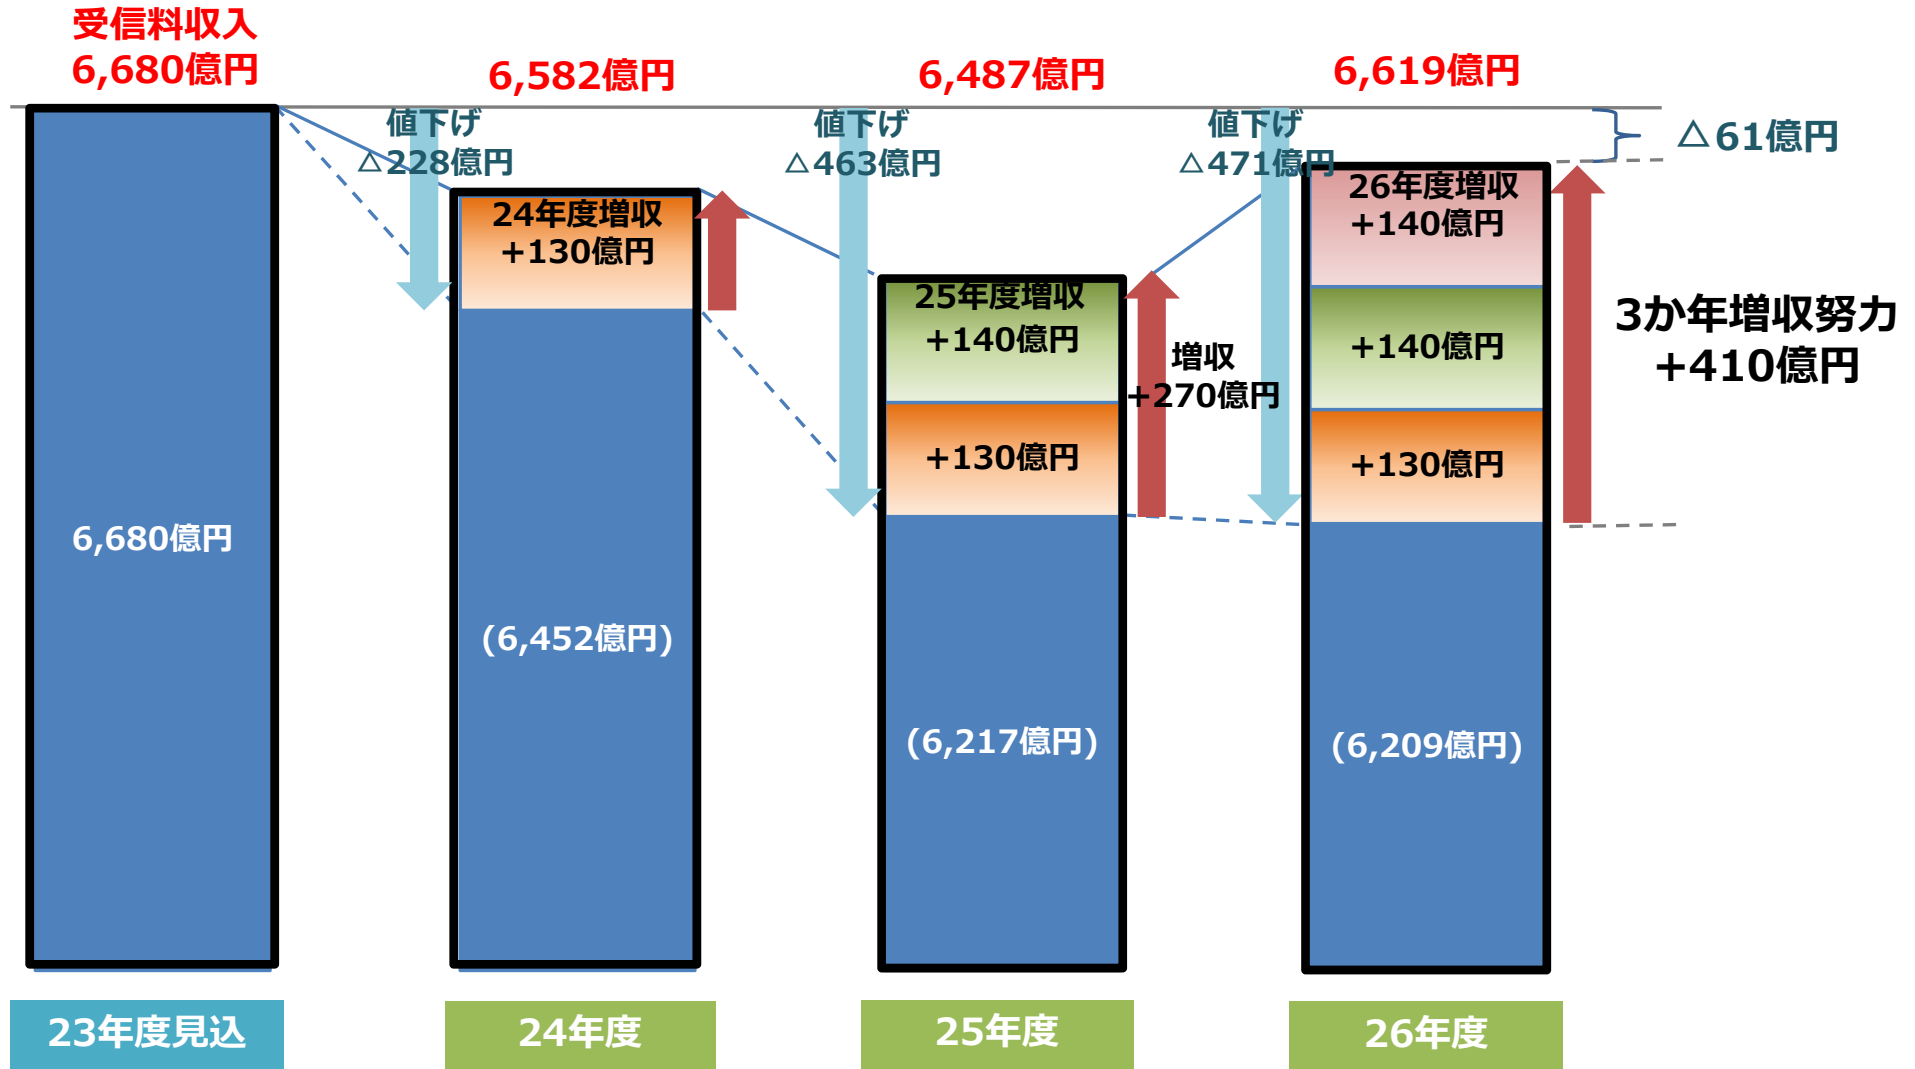 受信料収入
6,680億円
6,582億円
6,487億円
6,619億円
値下げ
△228億円
値下げ
△463億円
値下げ
△471億円
△61億円
24年度増収
+130億円
25年度増収
+140億円
+130億円
増収
+270億円
26年度増収
+140億円
+140億円
+130億円
3か年増収努力
+410億円
6,680億円
(6,452億円)
(6,217億円)
(6,209億円)
23年度見込
24年度
25年度
26年度